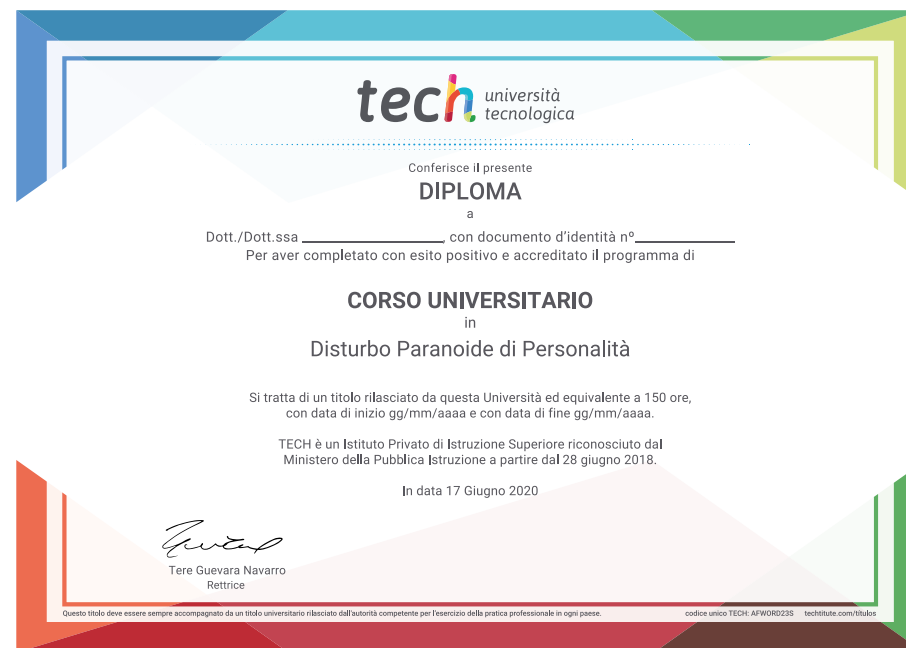 tech università
tecnologica
Conferisce il presente
DIPLOMA
a
Dott./Dott.ssa ________________, con documento d'identità nº____________
Per aver completato con esito positivo e accreditato il programma di
CORSO UNIVERSITARIO
in
Disturbo Paranoide di Personalità
Si tratta di un titolo rilasciato da questa Università ed equivalente a 150 ore,
con data di inizio gg/mm/aaaa e con data di fine gg/mm/aaaa.
TECH è un Istituto Privato di Istruzione Superiore riconosciuto dal
Ministero della Pubblica Istruzione a partire dal 28 giugno 2018.
In data 17 Giugno 2020
Tere Guevara Navarro
Rettrice
Questo titolo deve essere sempre accompagnato da un titolo universitario rilasciato dall'autorità competente per l'esercizio della pratica professionale in ogni paese. codice unico TECH: AFWORD23S techtitute.com/títulos